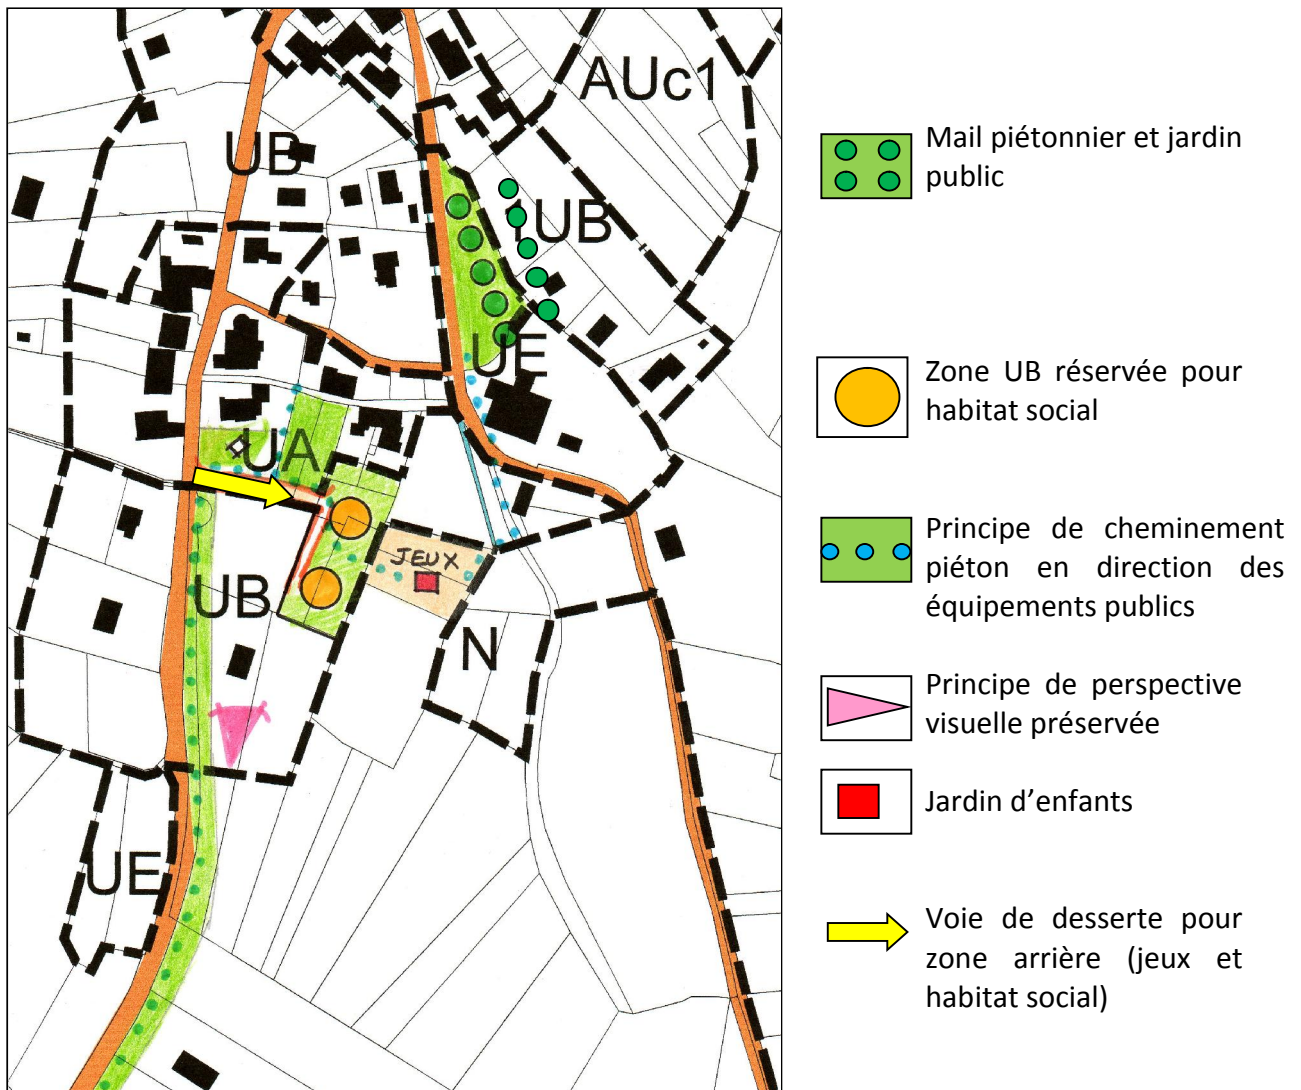 AUc1
UB
1UB
UE
UA
JEUX
UB
N
UE
Mail piétonnier et jardin
public
Zone UB réservée pour
habitat social
Principe de cheminement
piéton en direction des
équipements publics
Principe de perspective
visuelle préservée
Jardin d’enfants
Voie de desserte pour
zone arrière (jeux et
habitat social)